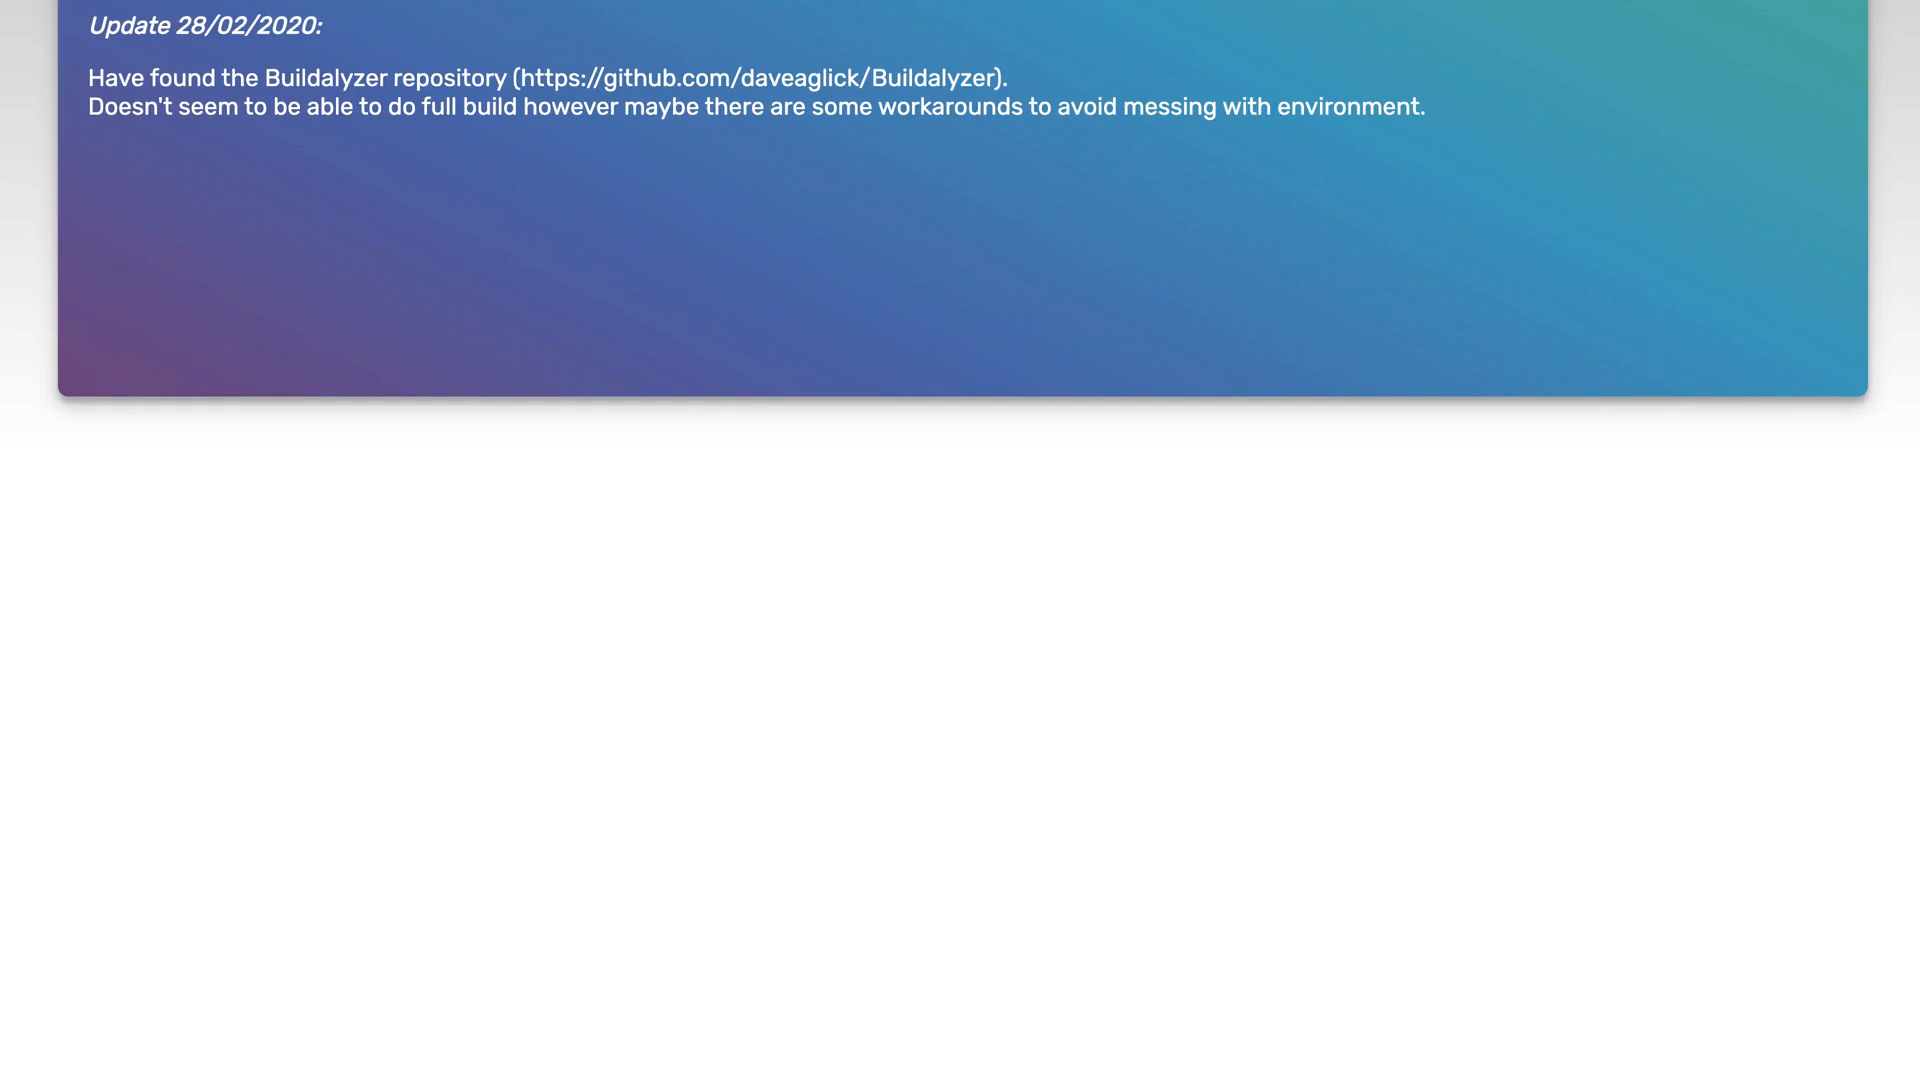 Update 28/02/2020:
Have found the Buildalyzer repository (https://github.com/daveaglick/Buildalyzer).
Doesn't seem to be able to do full build however maybe there are some workarounds to avoid messing with environment.